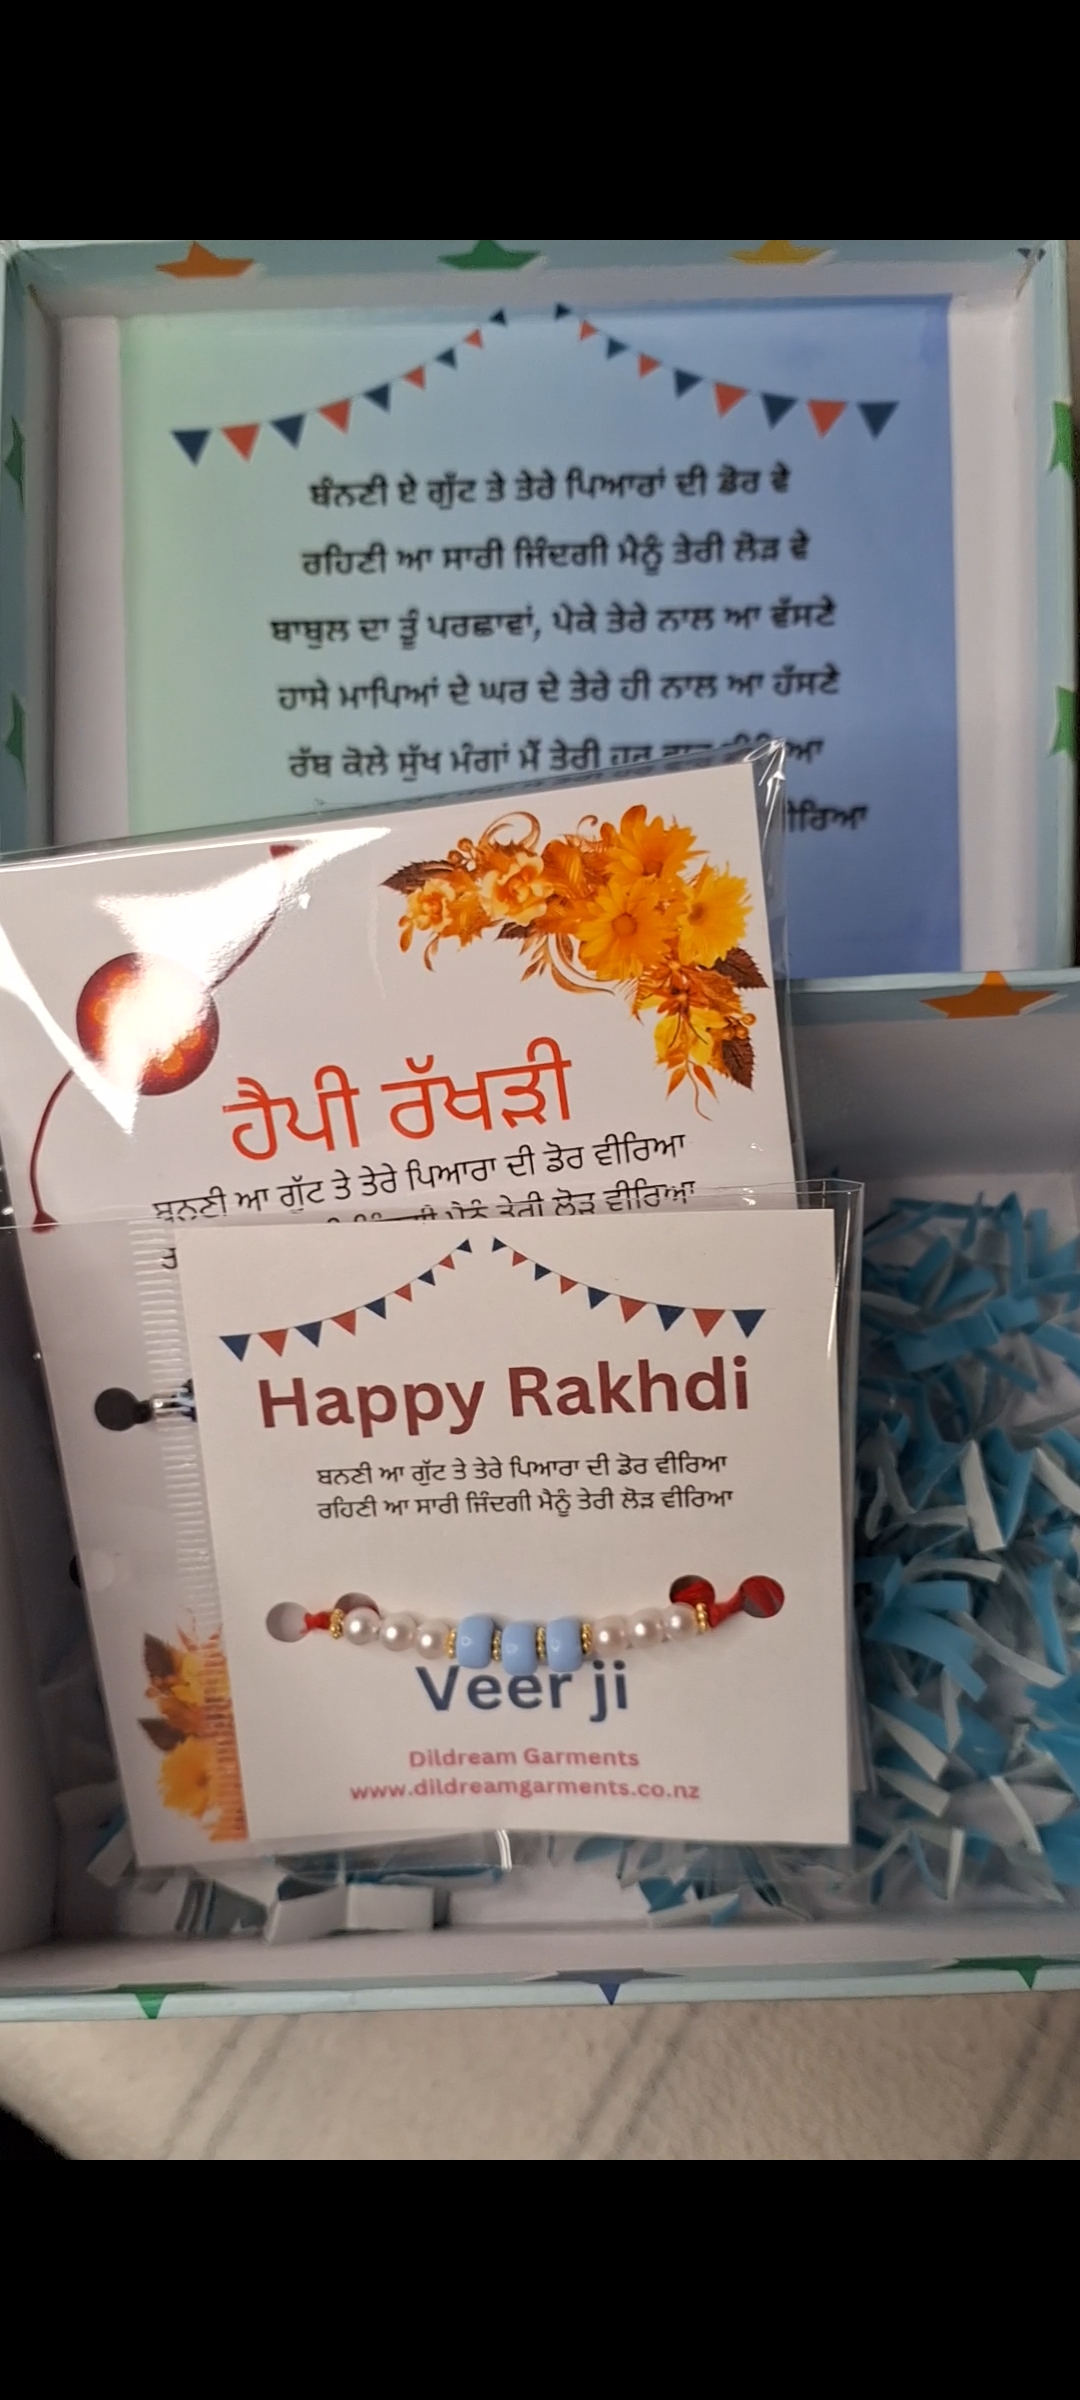 ਬੰਨਣੀ ਏ ਗੁੱਟ ਤੇ ਤੇਰੇ ਪਿਆਰਾਂ ਦੀ ਡੋਰ ਵੇ
ਰਹਿਣੀ ਆ ਸਾਰੀ ਜਿੰਦਗੀ ਮੈਨੂੰ ਤੇਰੀ ਲੋੜ ਵੇ
ਬਾਬੁਲ ਦਾ ਤੂੰ ਪਰਛਾਵਾਂ, ਪੇਕੇ ਤੇਰੇ ਨਾਲ ਆ ਵੱਸਣੇ
ਹਾਸੇ ਮਾਪਿਆਂ ਦੇ ਘਰ ਦੇ ਤੇਰੇ ਹੀ ਨਾਲ ਆ ਹੱਸਣੇ
ਰੱਬ ਕੋਲੇ ਸੁੱਖ ਮੰਗਾਂ ਮੈਂ ਤੇਰੀ
ਹੈਪੀ ਰੱਖੜੀ
ਬਨਣੀ ਆ ਗੁੱਟ ਤੇ ਤੇਰੇ ਪਿਆਰਾ ਦੀ ਡੋਰ ਵੀਰਿਆ
ਮੈਨੂੰ ਤੇਰੀ ਲੋੜ ਵੀਰਿਆ
Happy Rakhdi
ਬਨਣੀ ਆ ਗੁੱਟ ਤੇ ਤੇਰੇ ਪਿਆਰਾ ਦੀ ਡੋਰ ਵੀਰਿਆ
ਰਹਿਣੀ ਆ ਸਾਰੀ ਜਿੰਦਗੀ ਮੈਨੂੰ ਤੇਰੀ ਲੋੜ ਵੀਰਿਆ
Veer ji
Dildream Garments
www.dildreamgarments.co.nz